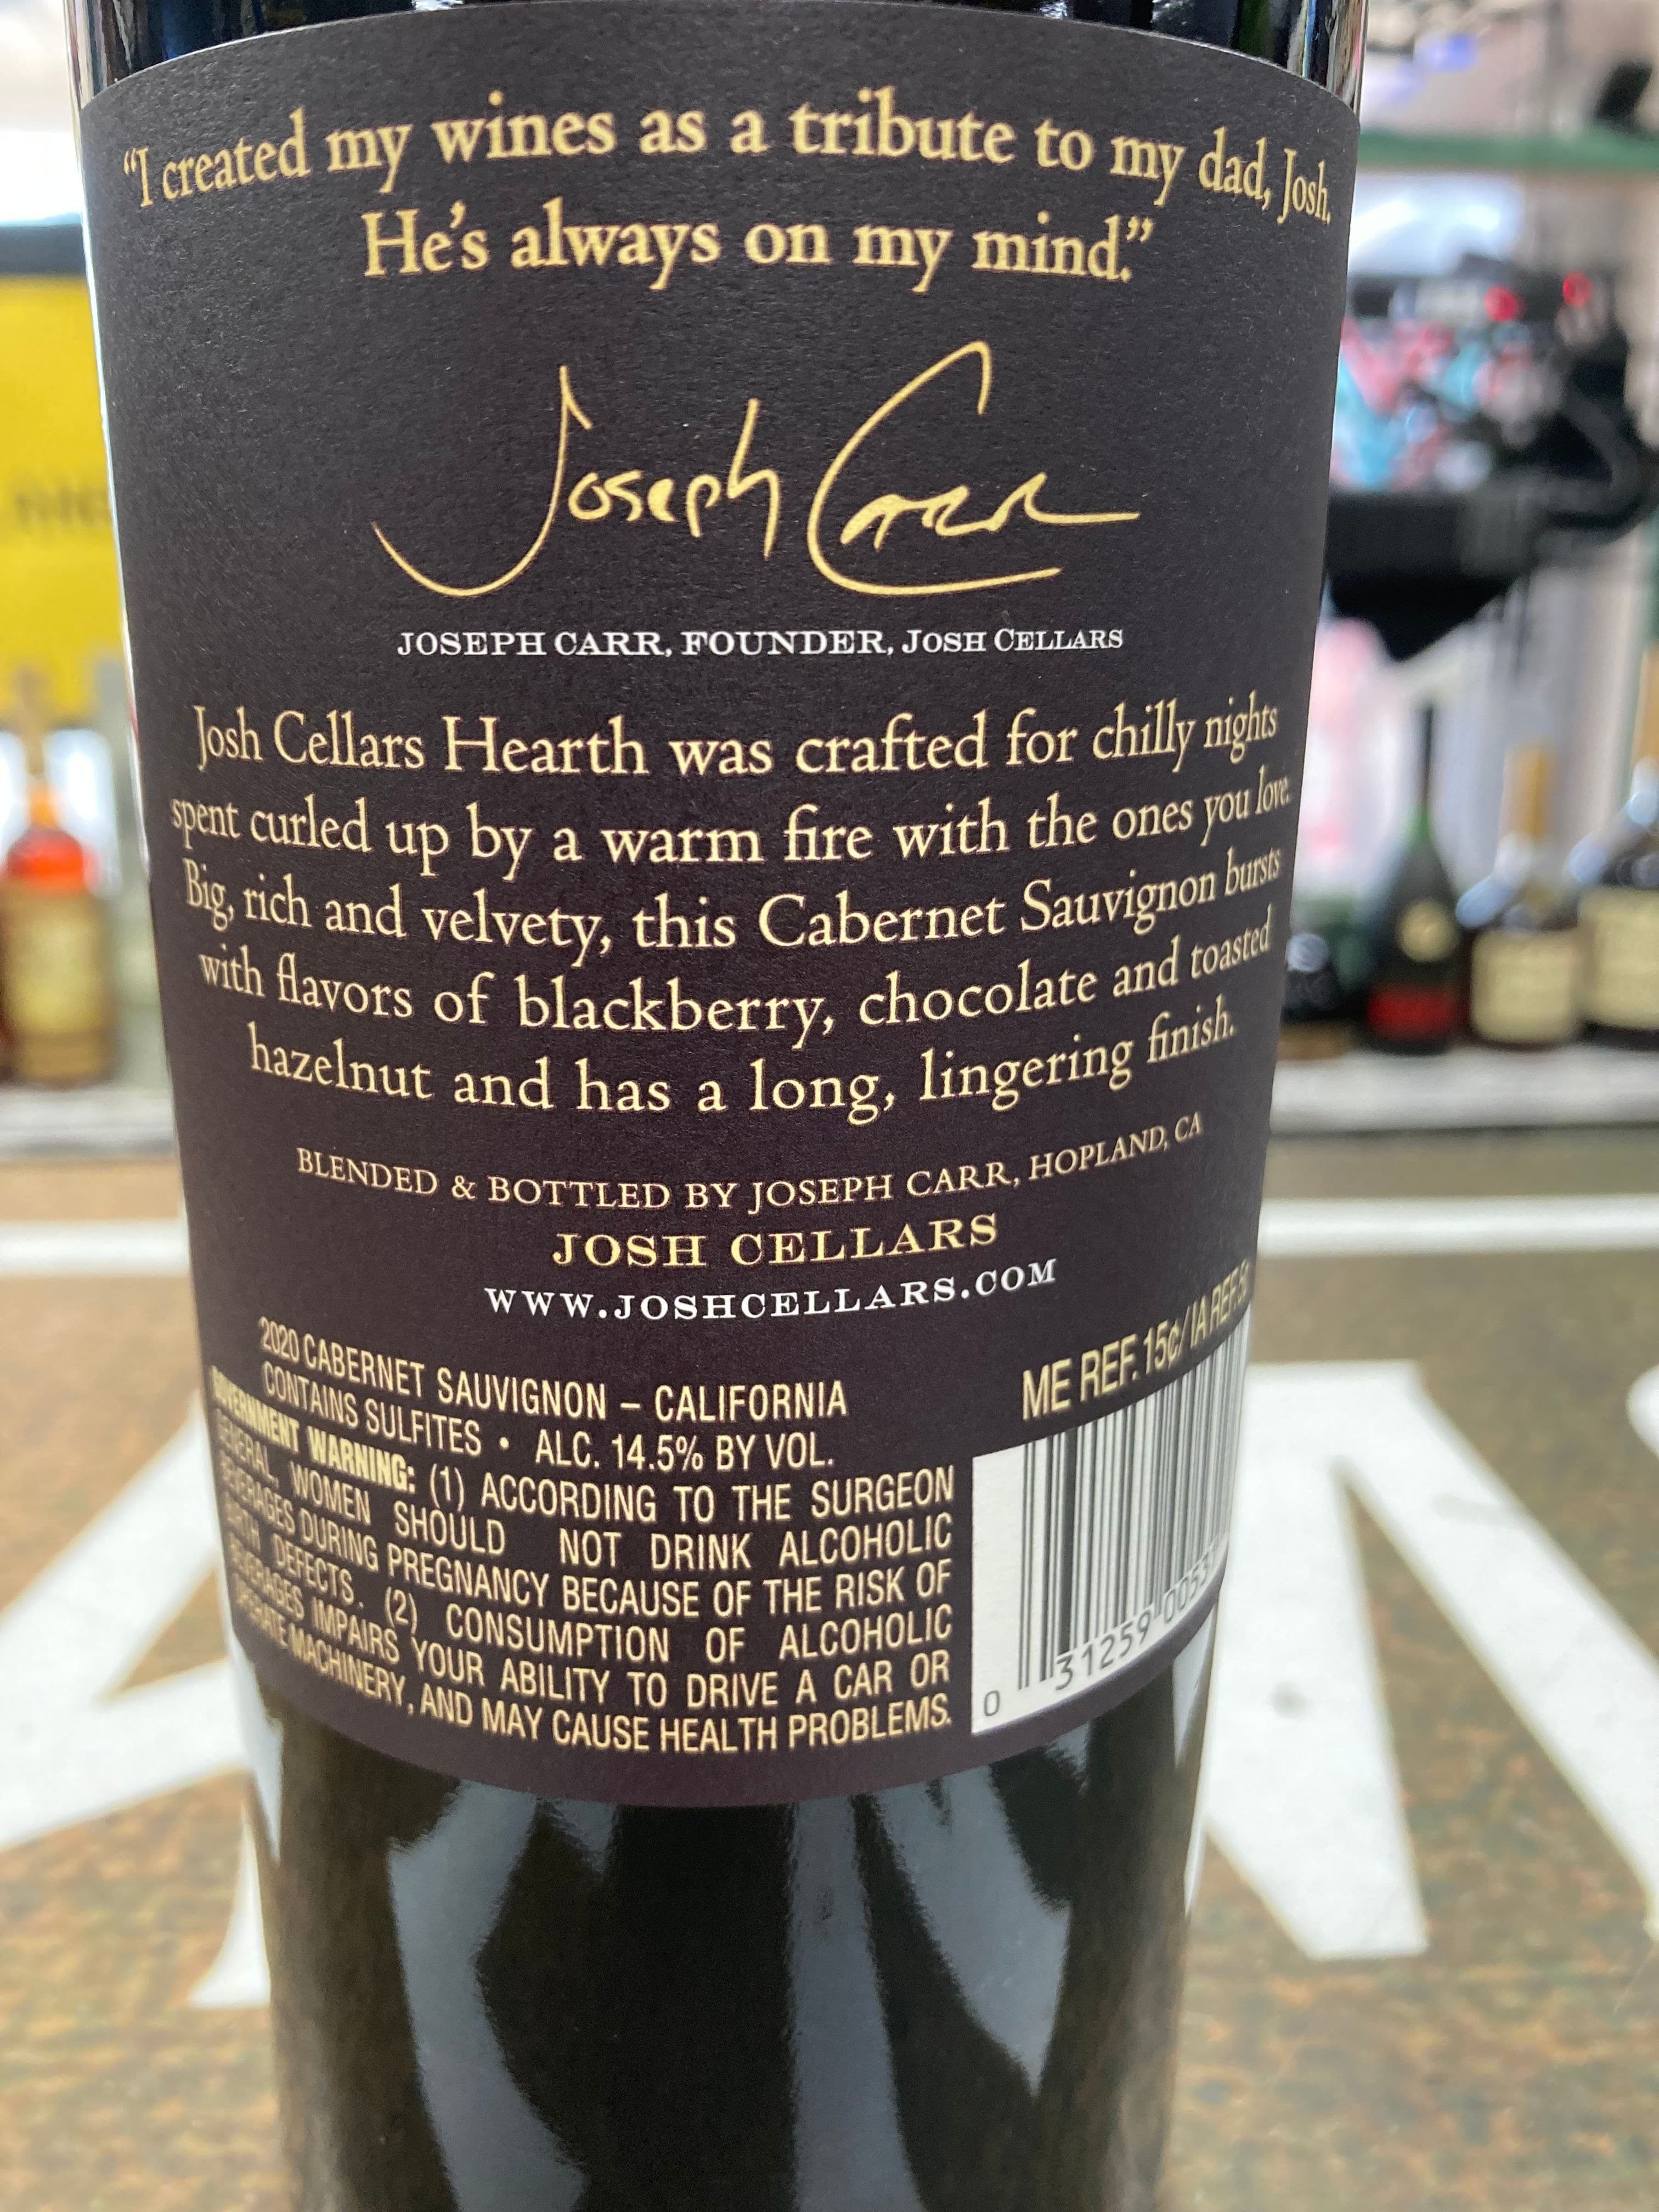 “I created my wines as a tribute to my dad, Josh.
He’s always on my mind.”
Joseph Carr
JOSEPH CARR, FOUNDER, JOSH CELLARS
Josh Cellars Hearth was crafted for chilly nights
spent curled up by a warm fire with the ones you love.
Big, rich and velvety, this Cabernet Sauvignon bursts
with flavors of blackberry, chocolate and toasted
hazelnut and has a long, lingering finish.
BLENDED & BOTTLED BY JOSEPH CARR, HOPLAND, CA
JOSH CELLARS
WWW.JOSHCELLARS.COM
2020 CABERNET SAUVIGNON – CALIFORNIA
CONTAINS SULFITES • ALC. 14.5% BY VOL.
GOVERNMENT WARNING: (1) ACCORDING TO THE SURGEON
GENERAL, WOMEN SHOULD NOT DRINK ALCOHOLIC
BEVERAGES DURING PREGNANCY BECAUSE OF THE RISK OF
BIRTH DEFECTS. (2) CONSUMPTION OF ALCOHOLIC
BEVERAGES IMPAIRS YOUR ABILITY TO DRIVE A CAR OR
OPERATE MACHINERY, AND MAY CAUSE HEALTH PROBLEMS.
ME REF. 15¢/IA REF.
0 31259